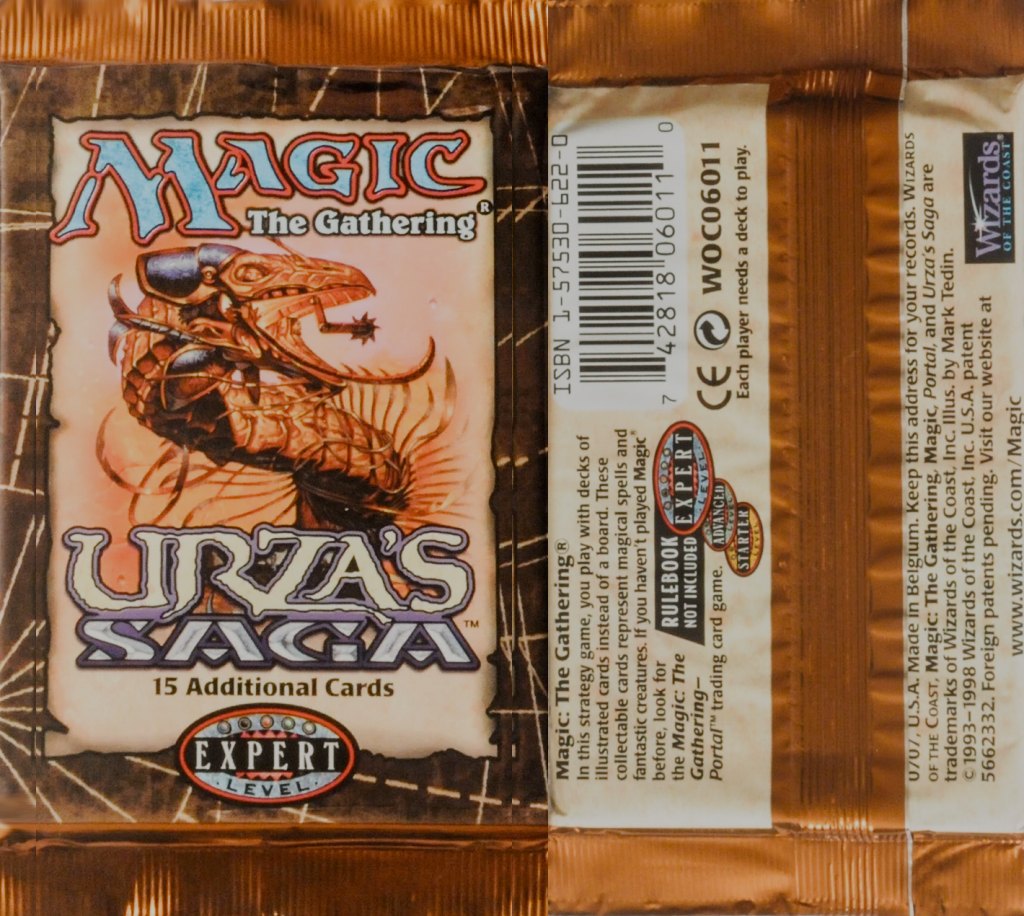 MAGIC
The Gathering®
URZA'S
SAGA™
15 Additional Cards
EXPERT
LEVEL
ISBN 1-57530-622-0
7 42818 06011 0
CE WOC06011
Each player needs a deck to play.
Magic: The Gathering®
In this strategy game, you play with decks of
illustrated cards instead of a board. These
collectable cards represent magical spells and
fantastic creatures. If you haven't played Magic®
before, look for
the Magic: The
Gathering–
Portal™ trading card game.
RULEBOOK
NOT INCLUDED
EXPERT
LEVEL
ADVANCED
STARTER
LEVEL
Wizards®
OF THE COAST
U707, U.S.A. Made in Belgium. Keep this address for your records. WIZARDS
OF THE COAST, Magic: The Gathering, Magic, Portal, and Urza's Saga are
trademarks of Wizards of the Coast, Inc. Illus. by Mark Tedin.
©1993–1998 Wizards of the Coast, Inc. U.S.A. patent
5662332. Foreign patents pending. Visit our website at
www.wizards.com/Magic